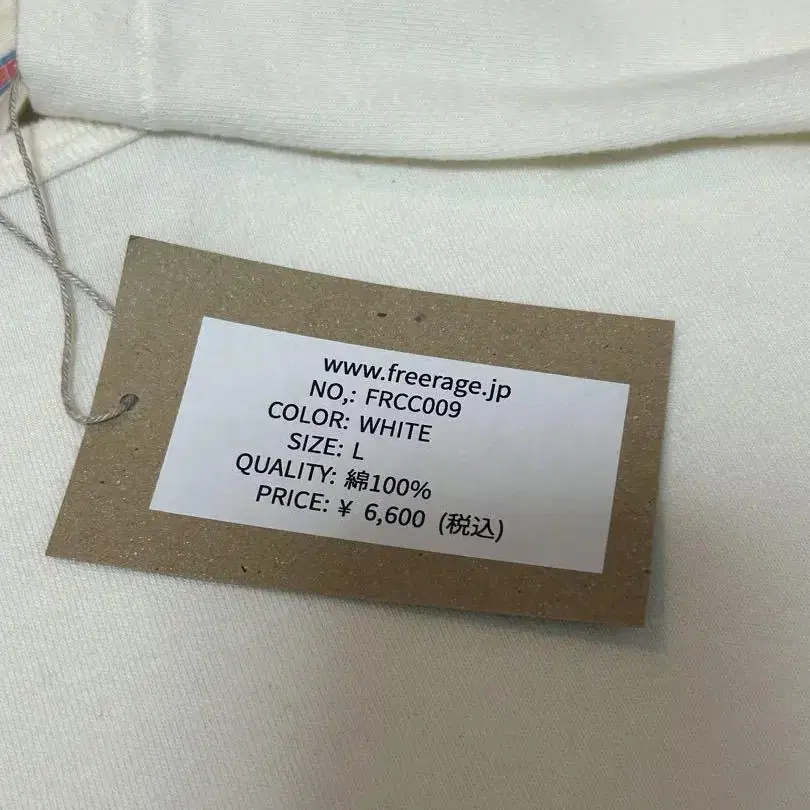 www.freerage.jp
NO,: FRCC009
COLOR: WHITE
SIZE: L
QUALITY: 綿100%
PRICE: ¥ 6,600 (税込)